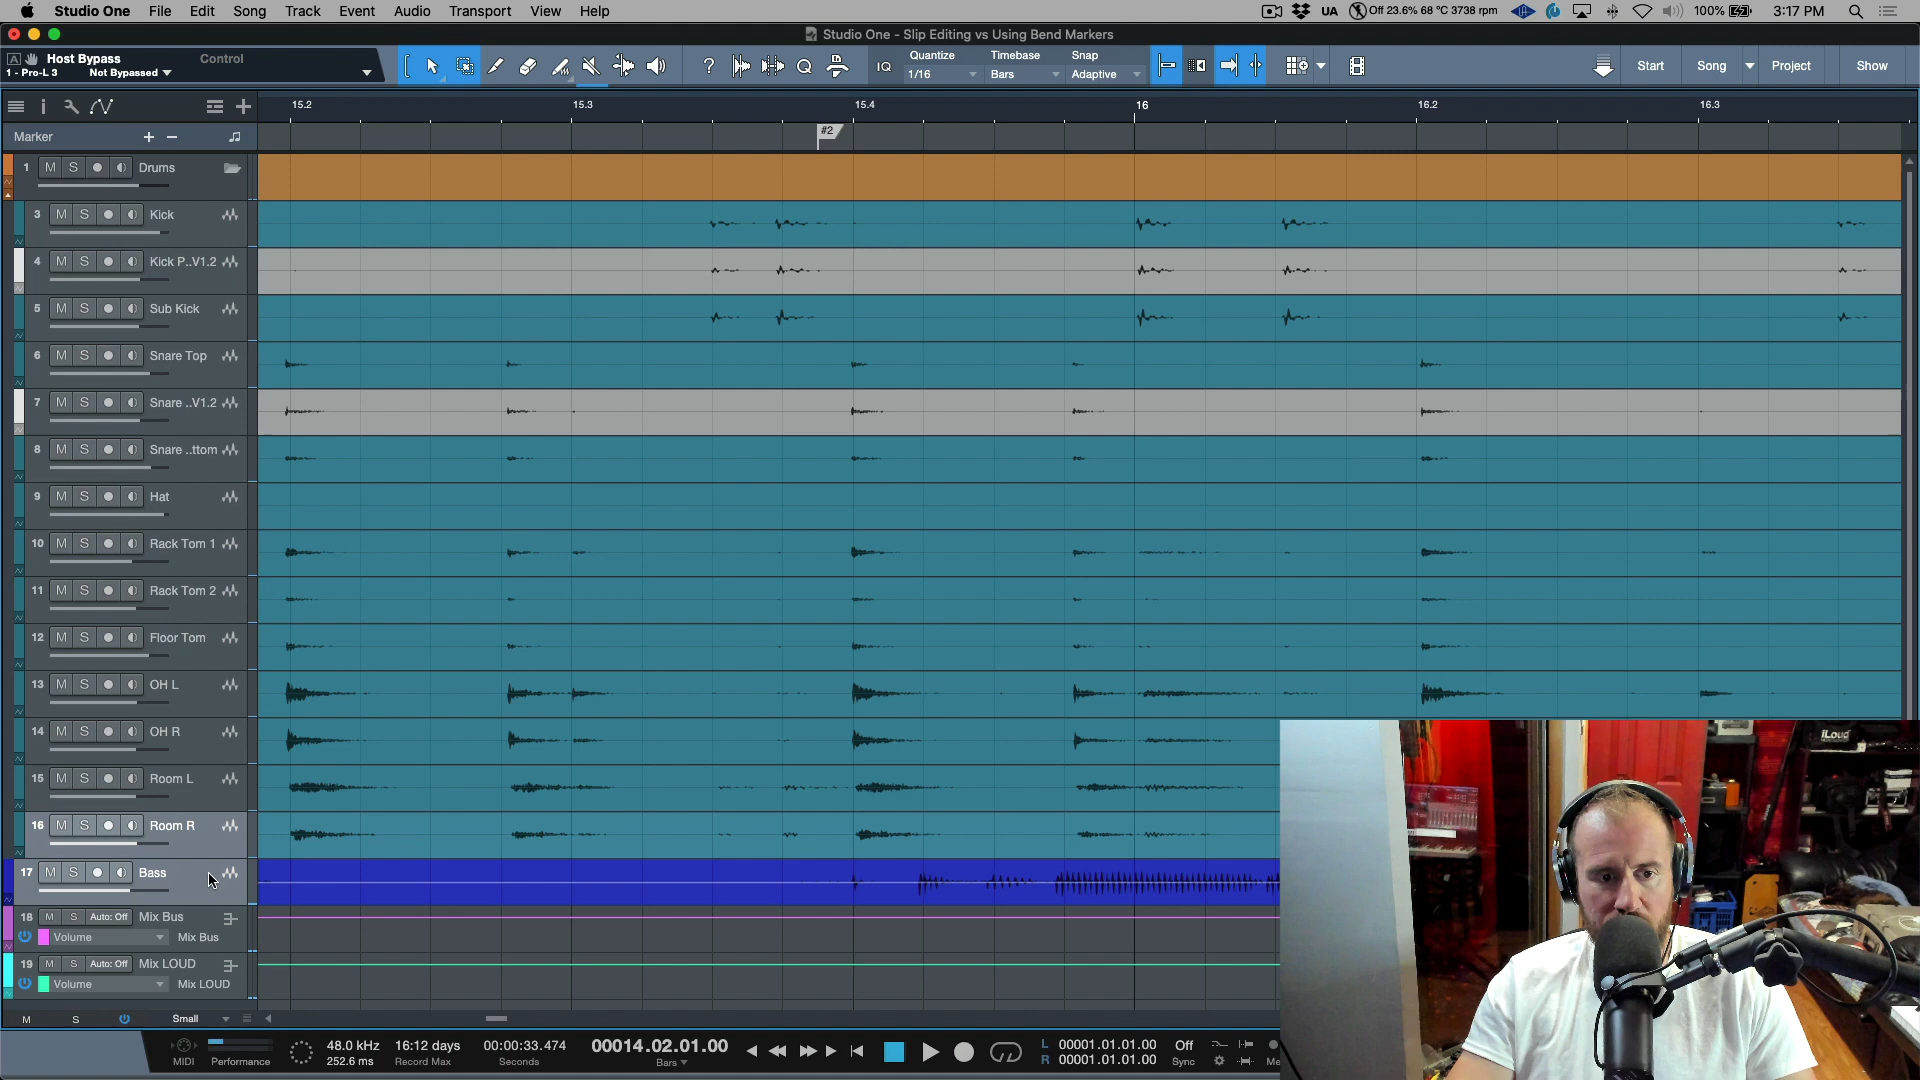 Studio One File Edit Song Track Event Audio Transport View Help
UA Off 23.6% 68 °C 3738 rpm 100% 3:17 PM
Studio One - Slip Editing vs Using Bend Markers
A Host Bypass Control
1 - Pro-L 3 Not Bypassed
? Q IQ
Quantize Timebase Snap
1/16 Bars Adaptive
Start Song Project Show
i 15.2 15.3 15.4 16 16.2 16.3
Marker + − #2
1 M S Drums
3 M S Kick
4 M S Kick P..V1.2
5 M S Sub Kick
6 M S Snare Top
7 M S Snare ..V1.2
8 M S Snare ..ttom
9 M S Hat
10 M S Rack Tom 1
11 M S Rack Tom 2
12 M S Floor Tom
13 M S OH L
14 M S OH R
15 M S Room L
16 M S Room R
17 M S Bass
18 M S Auto: Off Mix Bus
Volume Mix Bus
19 M S Auto: Off Mix LOUD
Volume Mix LOUD
M S Small
MIDI Performance
48.0 kHz 16:12 days 00:00:33.474 00014.02.01.00
252.6 ms Record Max Seconds Bars
L 00001.01.01.00 Off
R 00001.01.01.00 Sync Me
iLoud